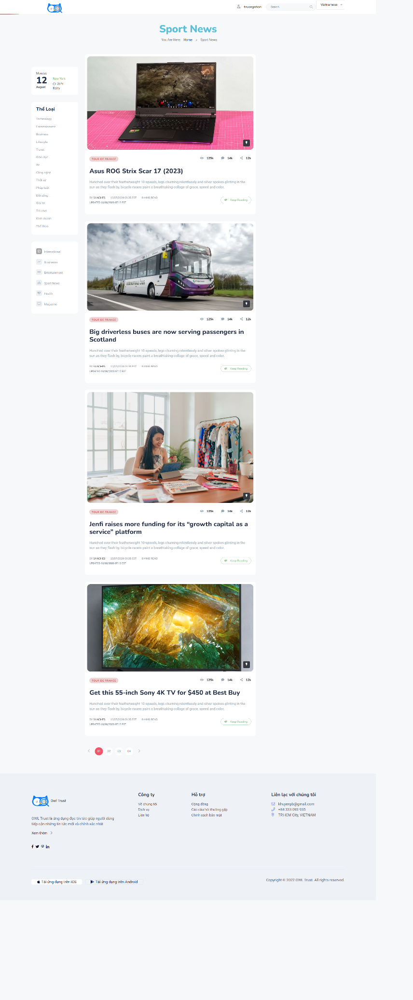 truongnhon
Search
Vietnamese
Sport News
You Are Here: Home > Sport News
Monday
12
August
New York
25°c
Rainy
Thể Loại
Technology
Entertainment
Business
Lifestyle
Travel
Giáo dục
Xe
Công nghệ
Thời sự
Pháp luật
Đời sống
Giải trí
Trò chơi
Kinh doanh
Thể thao
International
Businesss
Entertainment
Sport News
Health
Magazine
TOUR DE FRANCE
125k 14k 12k
Asus ROG Strix Scar 17 (2023)
Hunched over their featherweight 10-speeds, legs churning relentlessly and silver spokes glinting in the
sun as they flash by, bicycle racers paint a breathtaking collage of grace, speed and color.
BY SANCHES 12/07/2020 09:35 EST 8 MINS READ
UPDATED 18/08/2020 07:12 EST
Keep Reading
autonomous bus
TOUR DE FRANCE
125k 14k 12k
Big driverless buses are now serving passengers in
Scotland
Hunched over their featherweight 10-speeds, legs churning relentlessly and silver spokes glinting in the
sun as they flash by, bicycle racers paint a breathtaking collage of grace, speed and color.
BY SANCHES 12/07/2020 09:35 EST 8 MINS READ
UPDATED 18/08/2020 07:12 EST
Keep Reading
TOUR DE FRANCE
125k 14k 12k
Jenfi raises more funding for its “growth capital as a
service” platform
Hunched over their featherweight 10-speeds, legs churning relentlessly and silver spokes glinting in the
sun as they flash by, bicycle racers paint a breathtaking collage of grace, speed and color.
BY SANCHES 12/07/2020 09:35 EST 8 MINS READ
UPDATED 18/08/2020 07:12 EST
Keep Reading
TOUR DE FRANCE
125k 14k 12k
Get this 55-inch Sony 4K TV for $450 at Best Buy
Hunched over their featherweight 10-speeds, legs churning relentlessly and silver spokes glinting in the
sun as they flash by, bicycle racers paint a breathtaking collage of grace, speed and color.
BY SANCHES 12/07/2020 09:35 EST 8 MINS READ
UPDATED 18/08/2020 07:12 EST
Keep Reading
01 02 03 04
Owl Trust
OWL Trust là ứng dụng đọc tin tức giúp người dùng
tiếp cận những tin tức mới và chính xác nhất
Xem thêm
Công ty
Về chúng tôi
Dịch vụ
Liên hệ
Hỗ trợ
Cộng đồng
Các câu hỏi thường gặp
Chính sách bảo mật
Liên lạc với chúng tôi
khuyenpb@gmail.com
+84 333 093 935
TP.HCM City, VIETNAM
Tải ứng dụng trên iOS
Tải ứng dụng trên Android
Copyright © 2022 OWL Trust. All rights reserved.